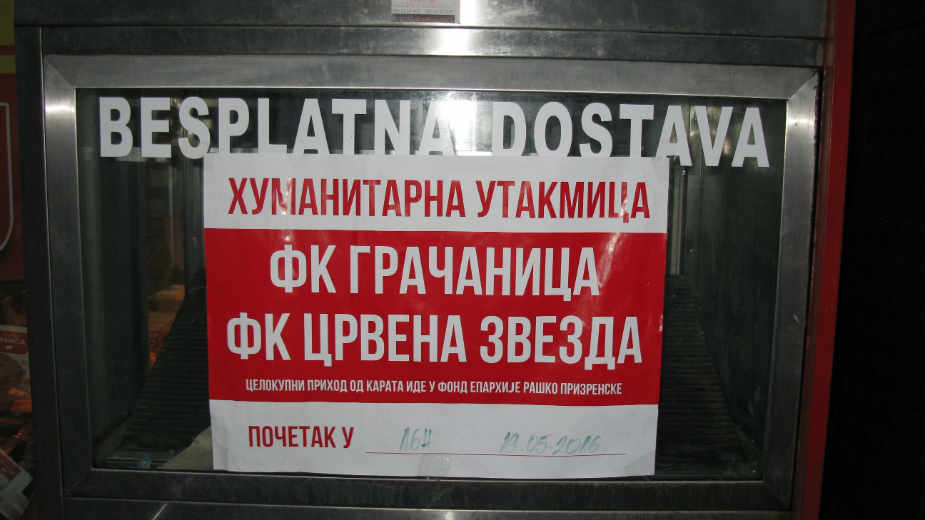 BESPLATNA DOSTAVA
ХУМАНИТАРНА УТАКМИЦА
ФК ГРАЧАНИЦА
ФК ЦРВЕНА ЗВЕЗДА
ЦЕЛОКУПНИ ПРИХОД ОД КАРАТА ИДЕ У ФОНД ЕПАРХИЈЕ РАШКО ПРИЗРЕНСКЕ
ПОЧЕТАК У 16Ч 19.05-2016